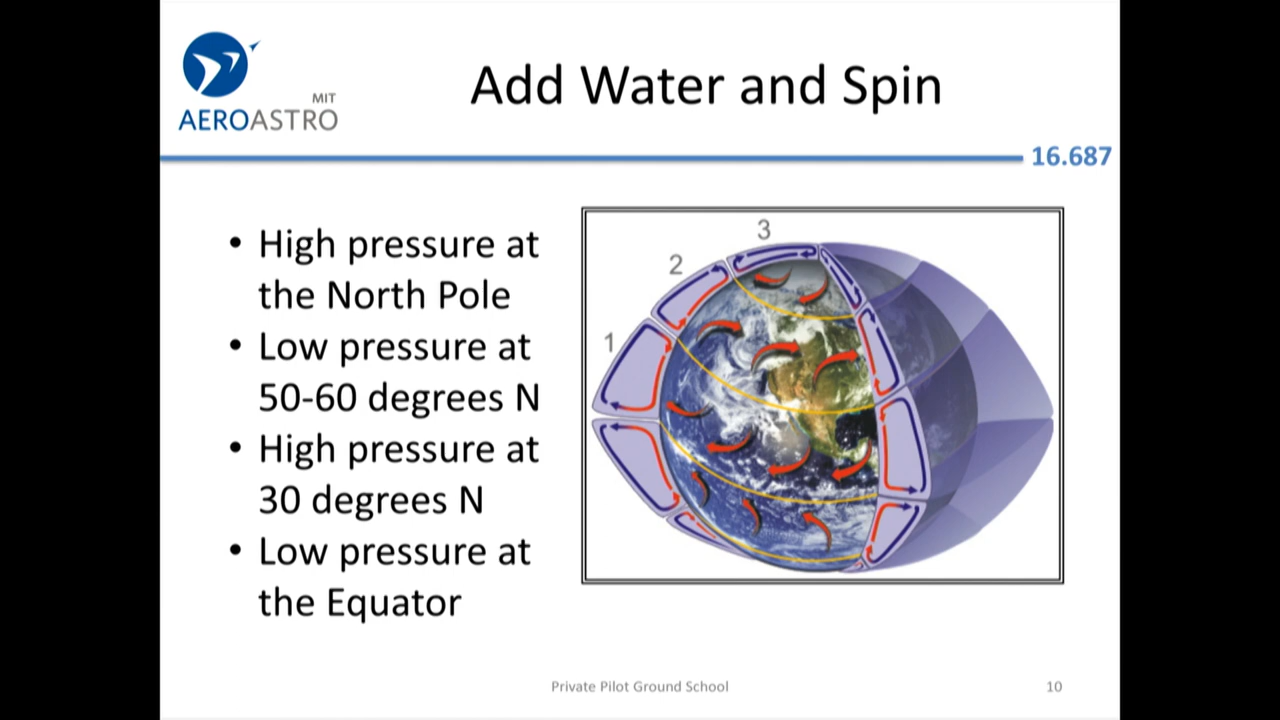 MIT
AEROASTRO
Add Water and Spin
16.687
• High pressure at
the North Pole
• Low pressure at
50-60 degrees N
• High pressure at
30 degrees N
• Low pressure at
the Equator
3
2
1
Private Pilot Ground School
10